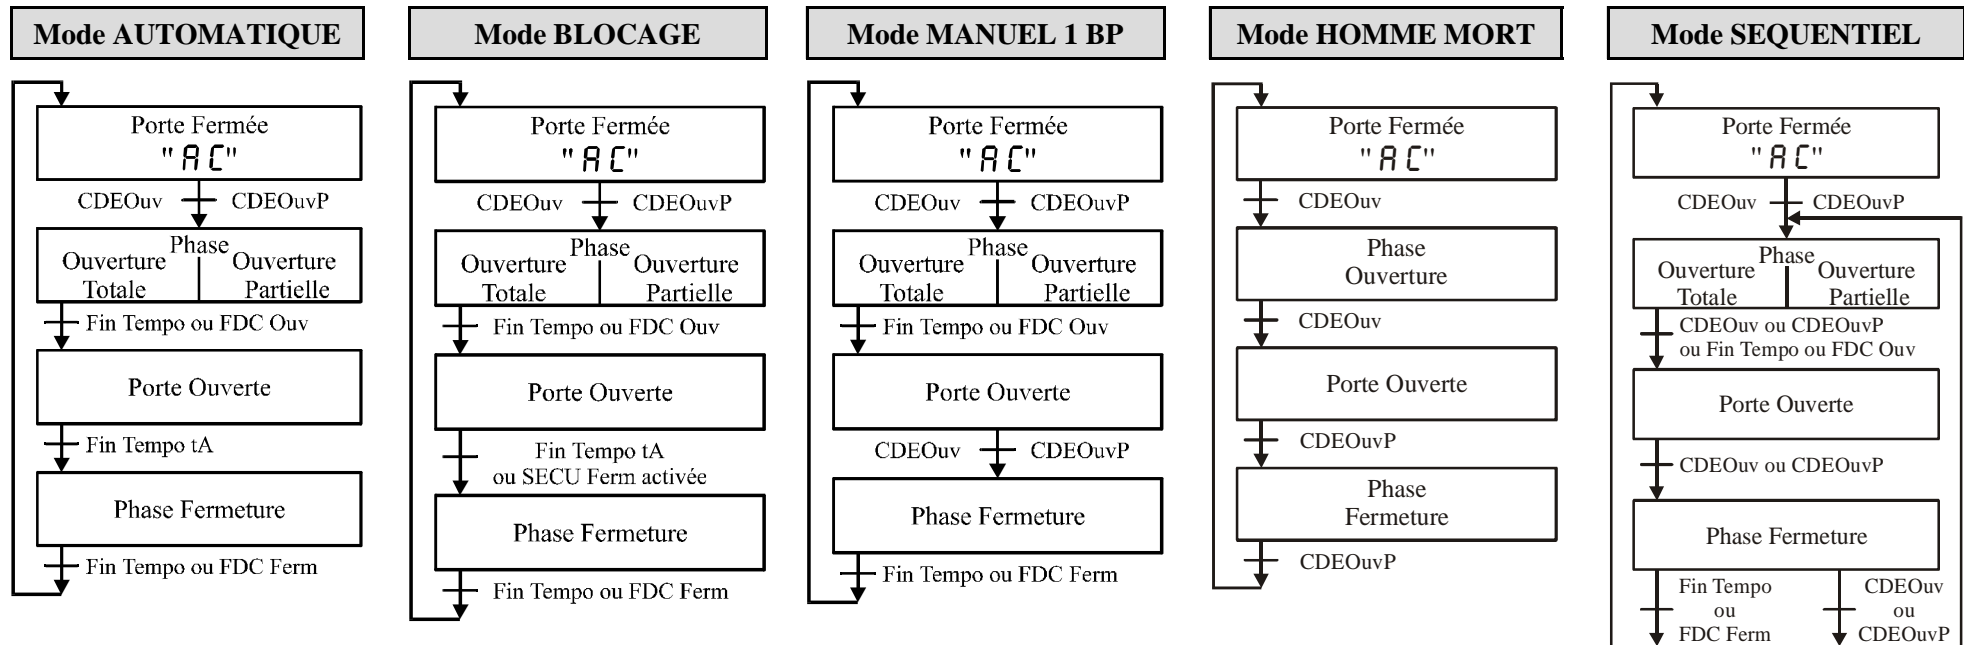 Mode AUTOMATIQUE
Porte Fermée
"AC"
CDEOuv CDEOuvP
Phase
Ouverture Ouverture
Totale Partielle
Fin Tempo ou FDC Ouv
Porte Ouverte
Fin Tempo tA
Phase Fermeture
Fin Tempo ou FDC Ferm
Mode BLOCAGE
Porte Fermée
"AC"
CDEOuv CDEOuvP
Phase
Ouverture Ouverture
Totale Partielle
Fin Tempo ou FDC Ouv
Porte Ouverte
Fin Tempo tA
ou SECU Ferm activée
Phase Fermeture
Fin Tempo ou FDC Ferm
Mode MANUEL 1 BP
Porte Fermée
"AC"
CDEOuv CDEOuvP
Phase
Ouverture Ouverture
Totale Partielle
Fin Tempo ou FDC Ouv
Porte Ouverte
CDEOuv CDEOuvP
Phase Fermeture
Fin Tempo ou FDC Ferm
Mode HOMME MORT
Porte Fermée
"AC"
CDEOuv
Phase
Ouverture
CDEOuv
Porte Ouverte
CDEOuvP
Phase
Fermeture
CDEOuvP
Mode SEQUENTIEL
Porte Fermée
"AC"
CDEOuv CDEOuvP
Phase
Ouverture Ouverture
Totale Partielle
CDEOuv ou CDEOuvP
ou Fin Tempo ou FDC Ouv
Porte Ouverte
CDEOuv ou CDEOuvP
Phase Fermeture
Fin Tempo
ou
FDC Ferm
CDEOuv
ou
CDEOuvP